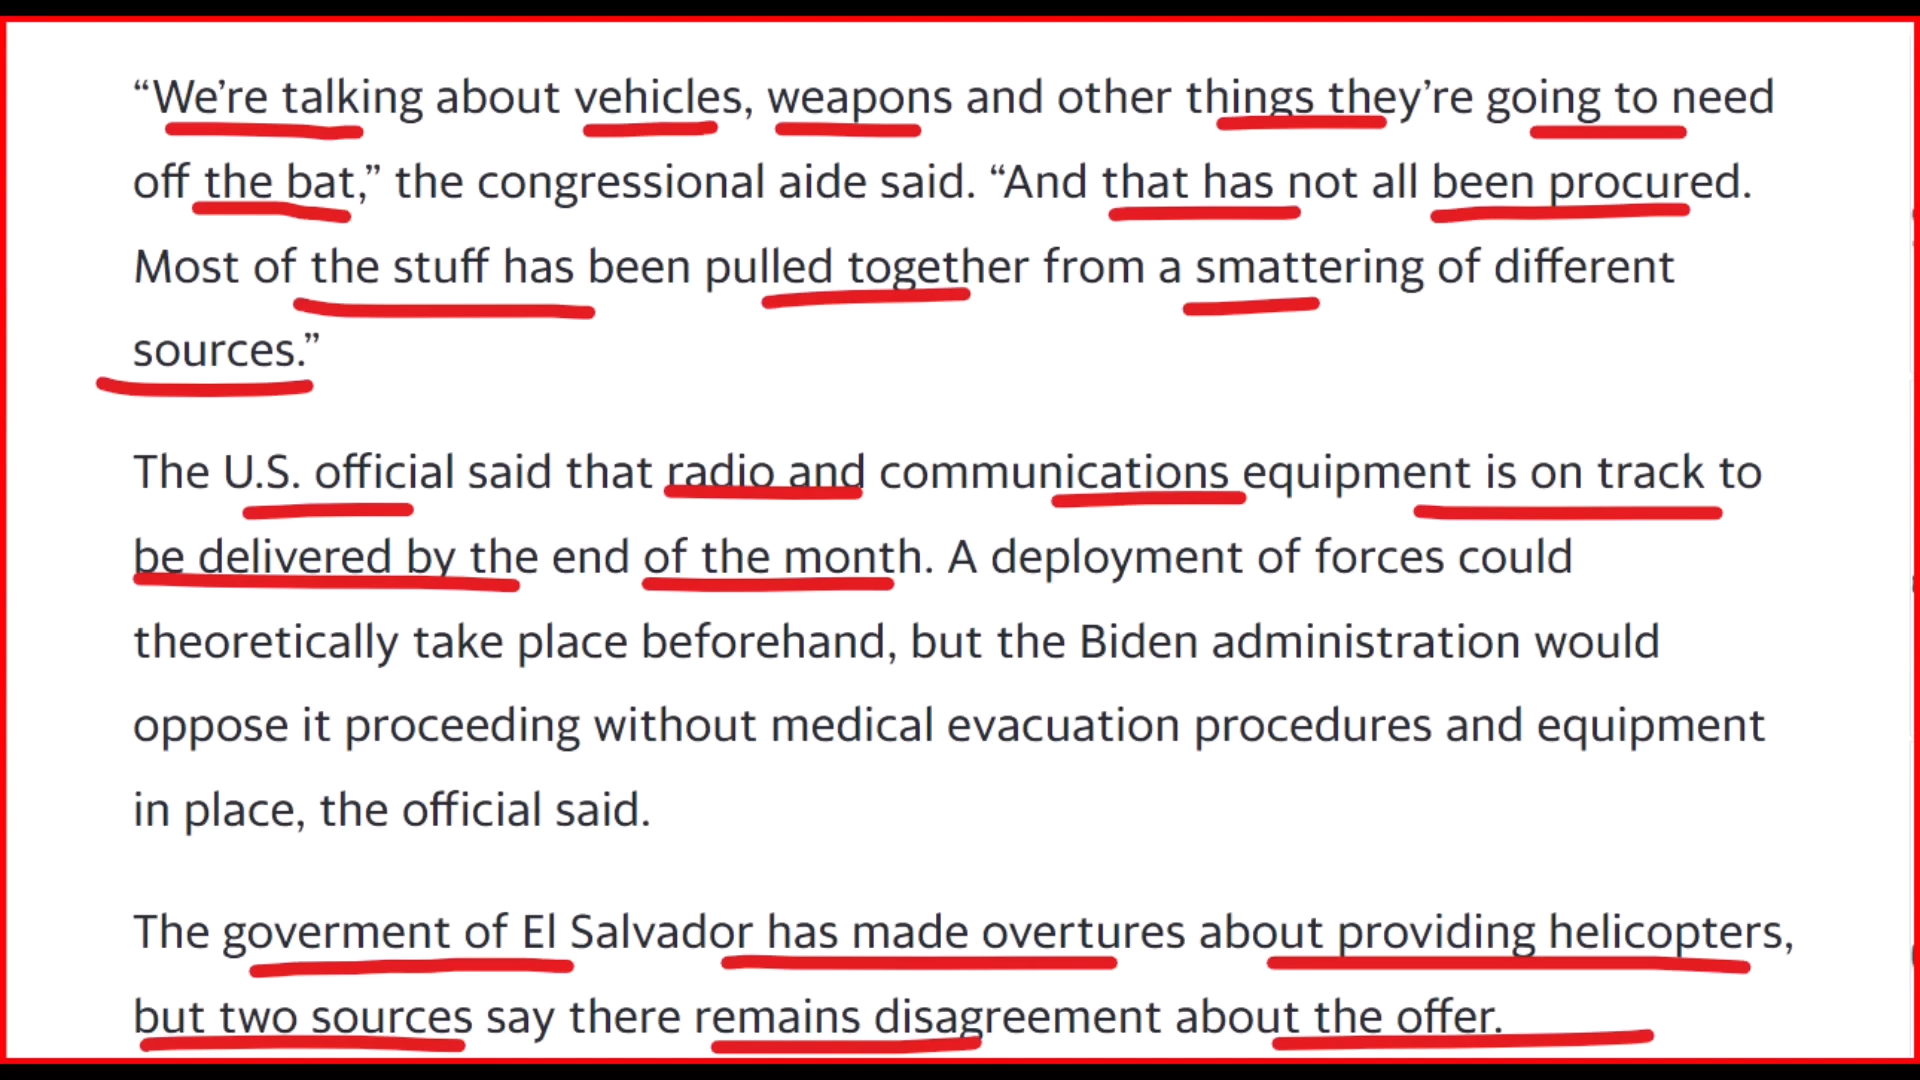 “We’re talking about vehicles, weapons and other things they’re going to need
off the bat,” the congressional aide said. “And that has not all been procured.
Most of the stuff has been pulled together from a smattering of different
sources.”
The U.S. official said that radio and communications equipment is on track to
be delivered by the end of the month. A deployment of forces could
theoretically take place beforehand, but the Biden administration would
oppose it proceeding without medical evacuation procedures and equipment
in place, the official said.
The goverment of El Salvador has made overtures about providing helicopters,
but two sources say there remains disagreement about the offer.